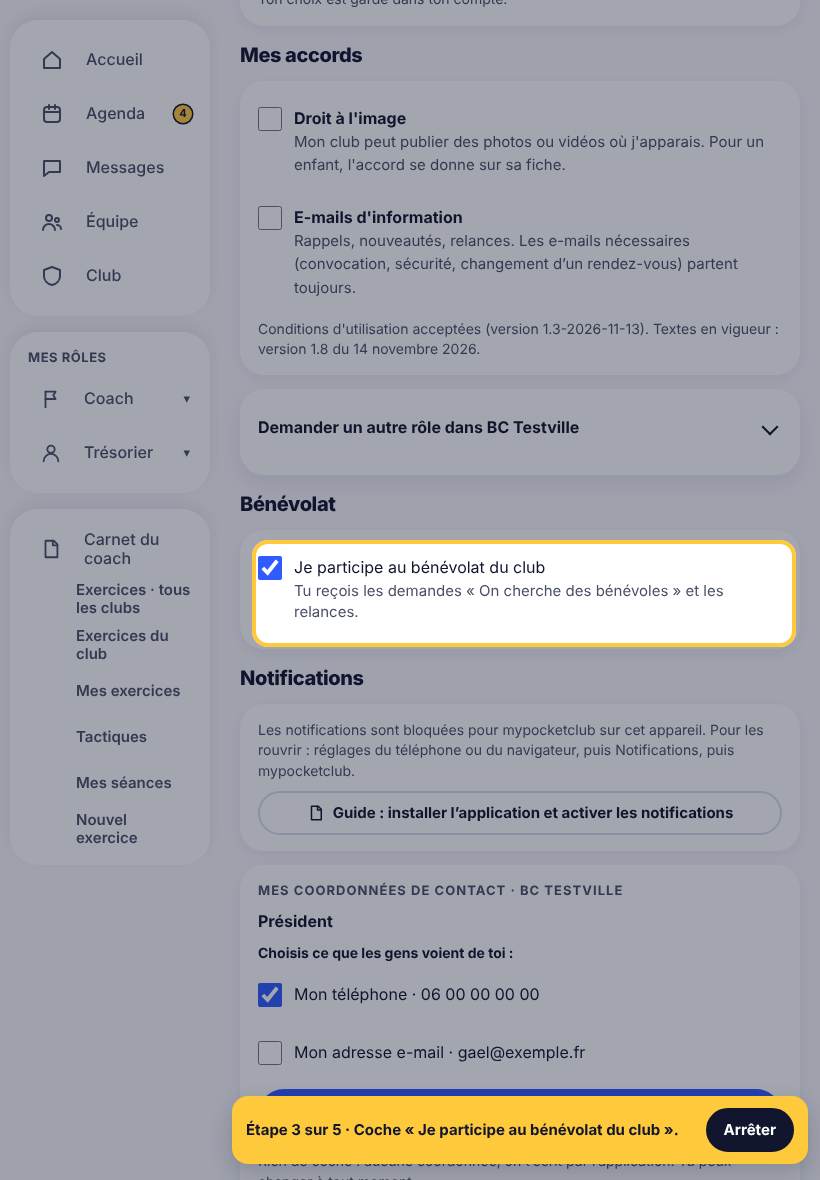 Ton choix est gardé dans ton compte.
Accueil
Agenda
4
Messages
Équipe
Club
MES RÔLES
Coach
Trésorier
Carnet du
coach
Exercices · tous
les clubs
Exercices du
club
Mes exercices
Tactiques
Mes séances
Nouvel
exercice
Mes accords
Droit à l'image
Mon club peut publier des photos ou vidéos où j'apparais. Pour un
enfant, l'accord se donne sur sa fiche.
E-mails d'information
Rappels, nouveautés, relances. Les e-mails nécessaires
(convocation, sécurité, changement d’un rendez-vous) partent
toujours.
Conditions d'utilisation acceptées (version 1.3-2026-11-13). Textes en vigueur :
version 1.8 du 14 novembre 2026.
Demander un autre rôle dans BC Testville
Bénévolat
Je participe au bénévolat du club
Tu reçois les demandes « On cherche des bénévoles » et les
relances.
Notifications
Les notifications sont bloquées pour mypocketclub sur cet appareil. Pour les
rouvrir : réglages du téléphone ou du navigateur, puis Notifications, puis
mypocketclub.
Guide : installer l’application et activer les notifications
MES COORDONNÉES DE CONTACT · BC TESTVILLE
Président
Choisis ce que les gens voient de toi :
Mon téléphone · 06 00 00 00 00
Mon adresse e-mail · gael@exemple.fr
Étape 3 sur 5 · Coche « Je participe au bénévolat du club ».
Arrêter